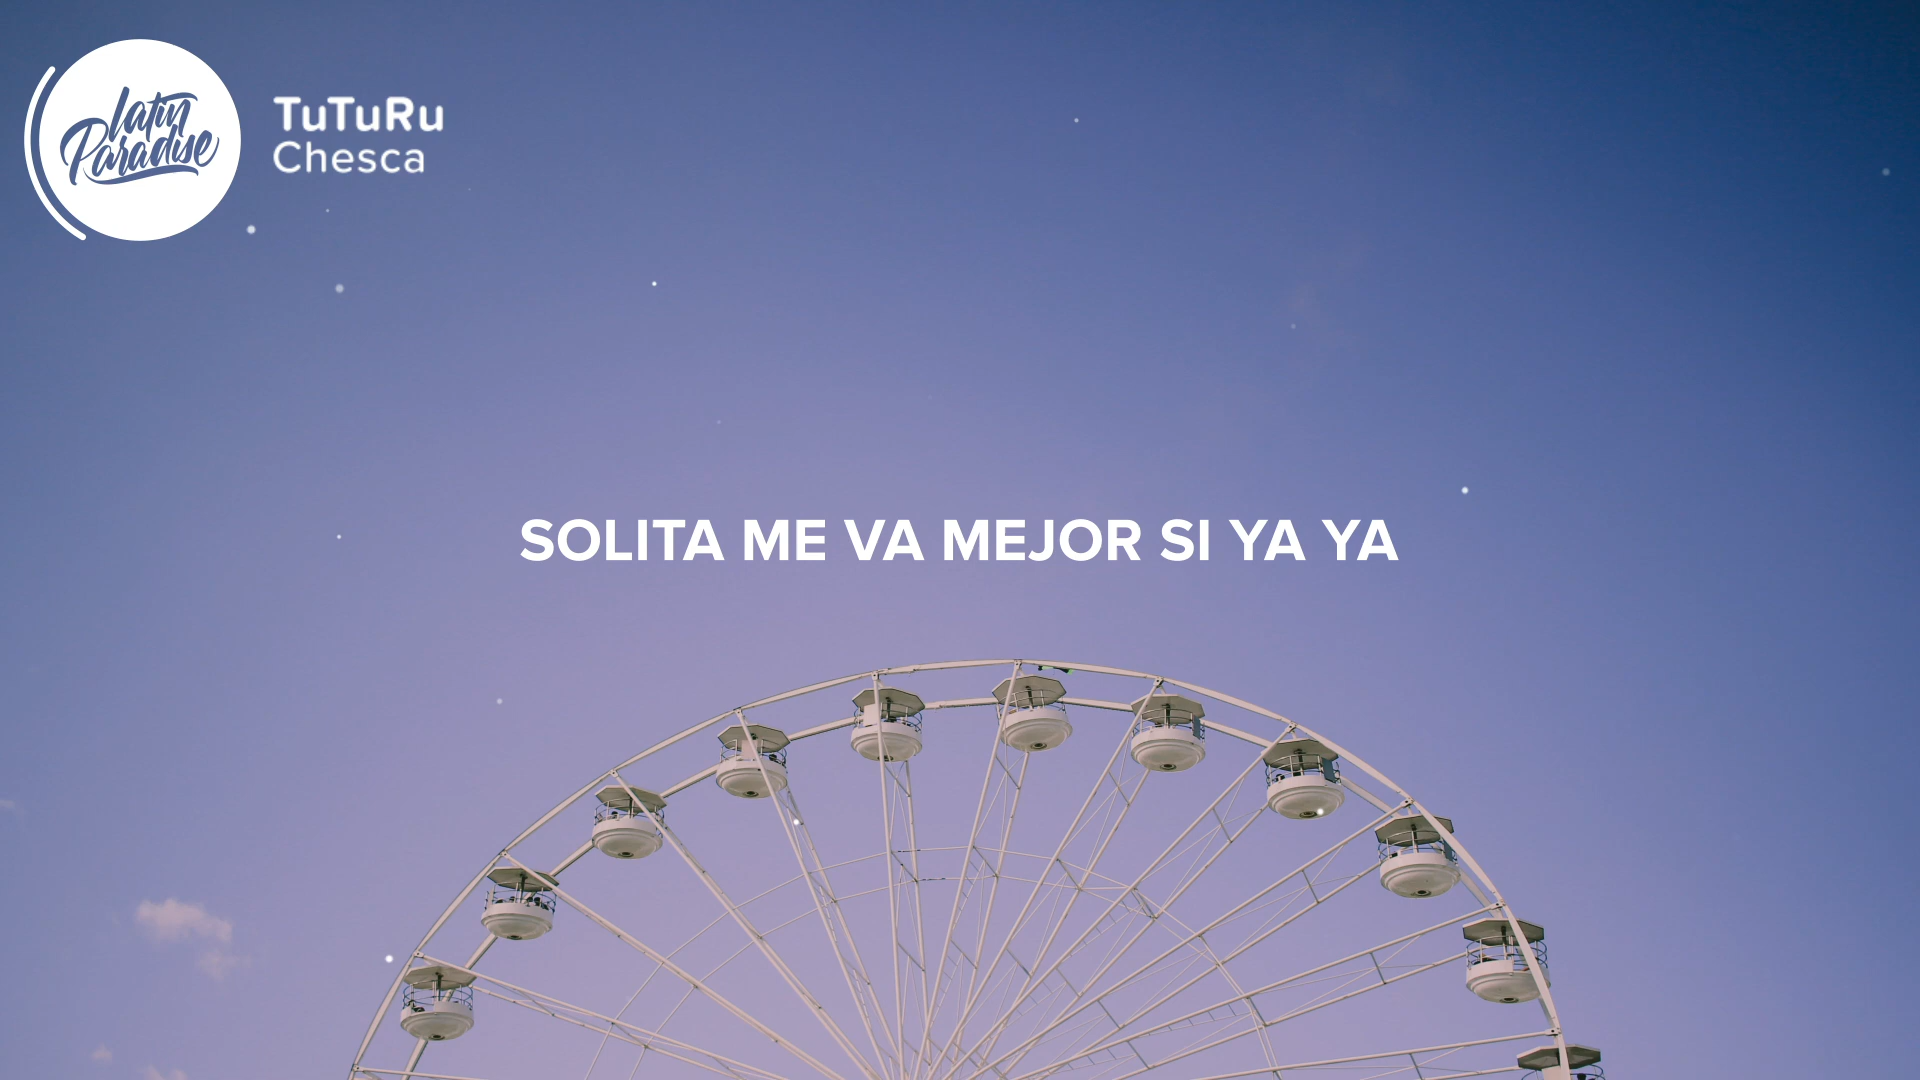 latin
Paradise
TuTuRu
Chesca
SOLITA ME VA MEJOR SI YA YA